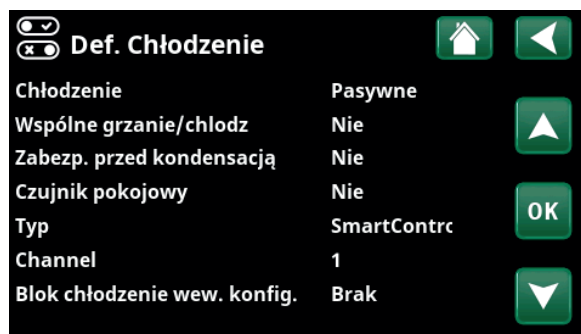 Def. Chłodzenie
Chłodzenie Pasywne
Wspólne grzanie/chlodz Nie
Zabezp. przed kondensacją Nie
Czujnik pokojowy Nie
Typ SmartContrc
OK
Channel 1
Blok chłodzenie wew. konfig. Brak